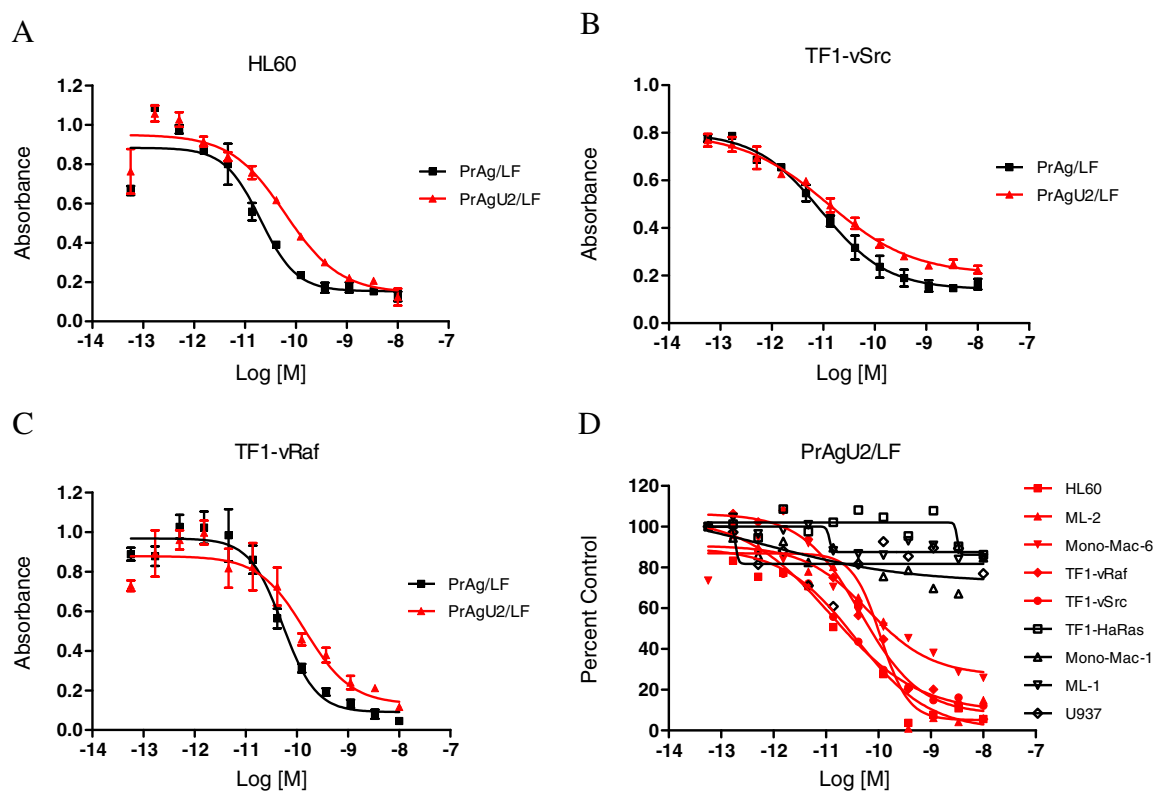 A
HL60
1.2
1.0
0.8
0.6
0.4
0.2
0.0
Absorbance
-14 -13 -12 -11 -10 -9 -8 -7
Log [M]
PrAg/LF
PrAgU2/LF
B
TF1-vSrc
1.0
0.8
0.6
0.4
0.2
0.0
Absorbance
-14 -13 -12 -11 -10 -9 -8 -7
Log [M]
PrAg/LF
PrAgU2/LF
C
TF1-vRaf
1.2
1.0
0.8
0.6
0.4
0.2
0.0
Absorbance
-14 -13 -12 -11 -10 -9 -8 -7
Log [M]
PrAg/LF
PrAgU2/LF
D
PrAgU2/LF
120
100
80
60
40
20
0
Percent Control
-14 -13 -12 -11 -10 -9 -8 -7
Log [M]
HL60
ML-2
Mono-Mac-6
TF1-vRaf
TF1-vSrc
TF1-HaRas
Mono-Mac-1
ML-1
U937